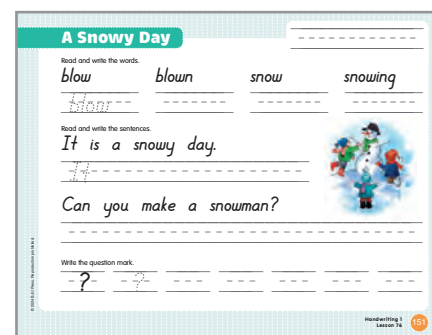 A Snowy Day
Read and write the words.
blow blown snow snowing
blow
Read and write the sentences.
It is a snowy day.
It
Can you make a snowman?
Write the question mark.
? ?
Handwriting 1
Lesson 76
151